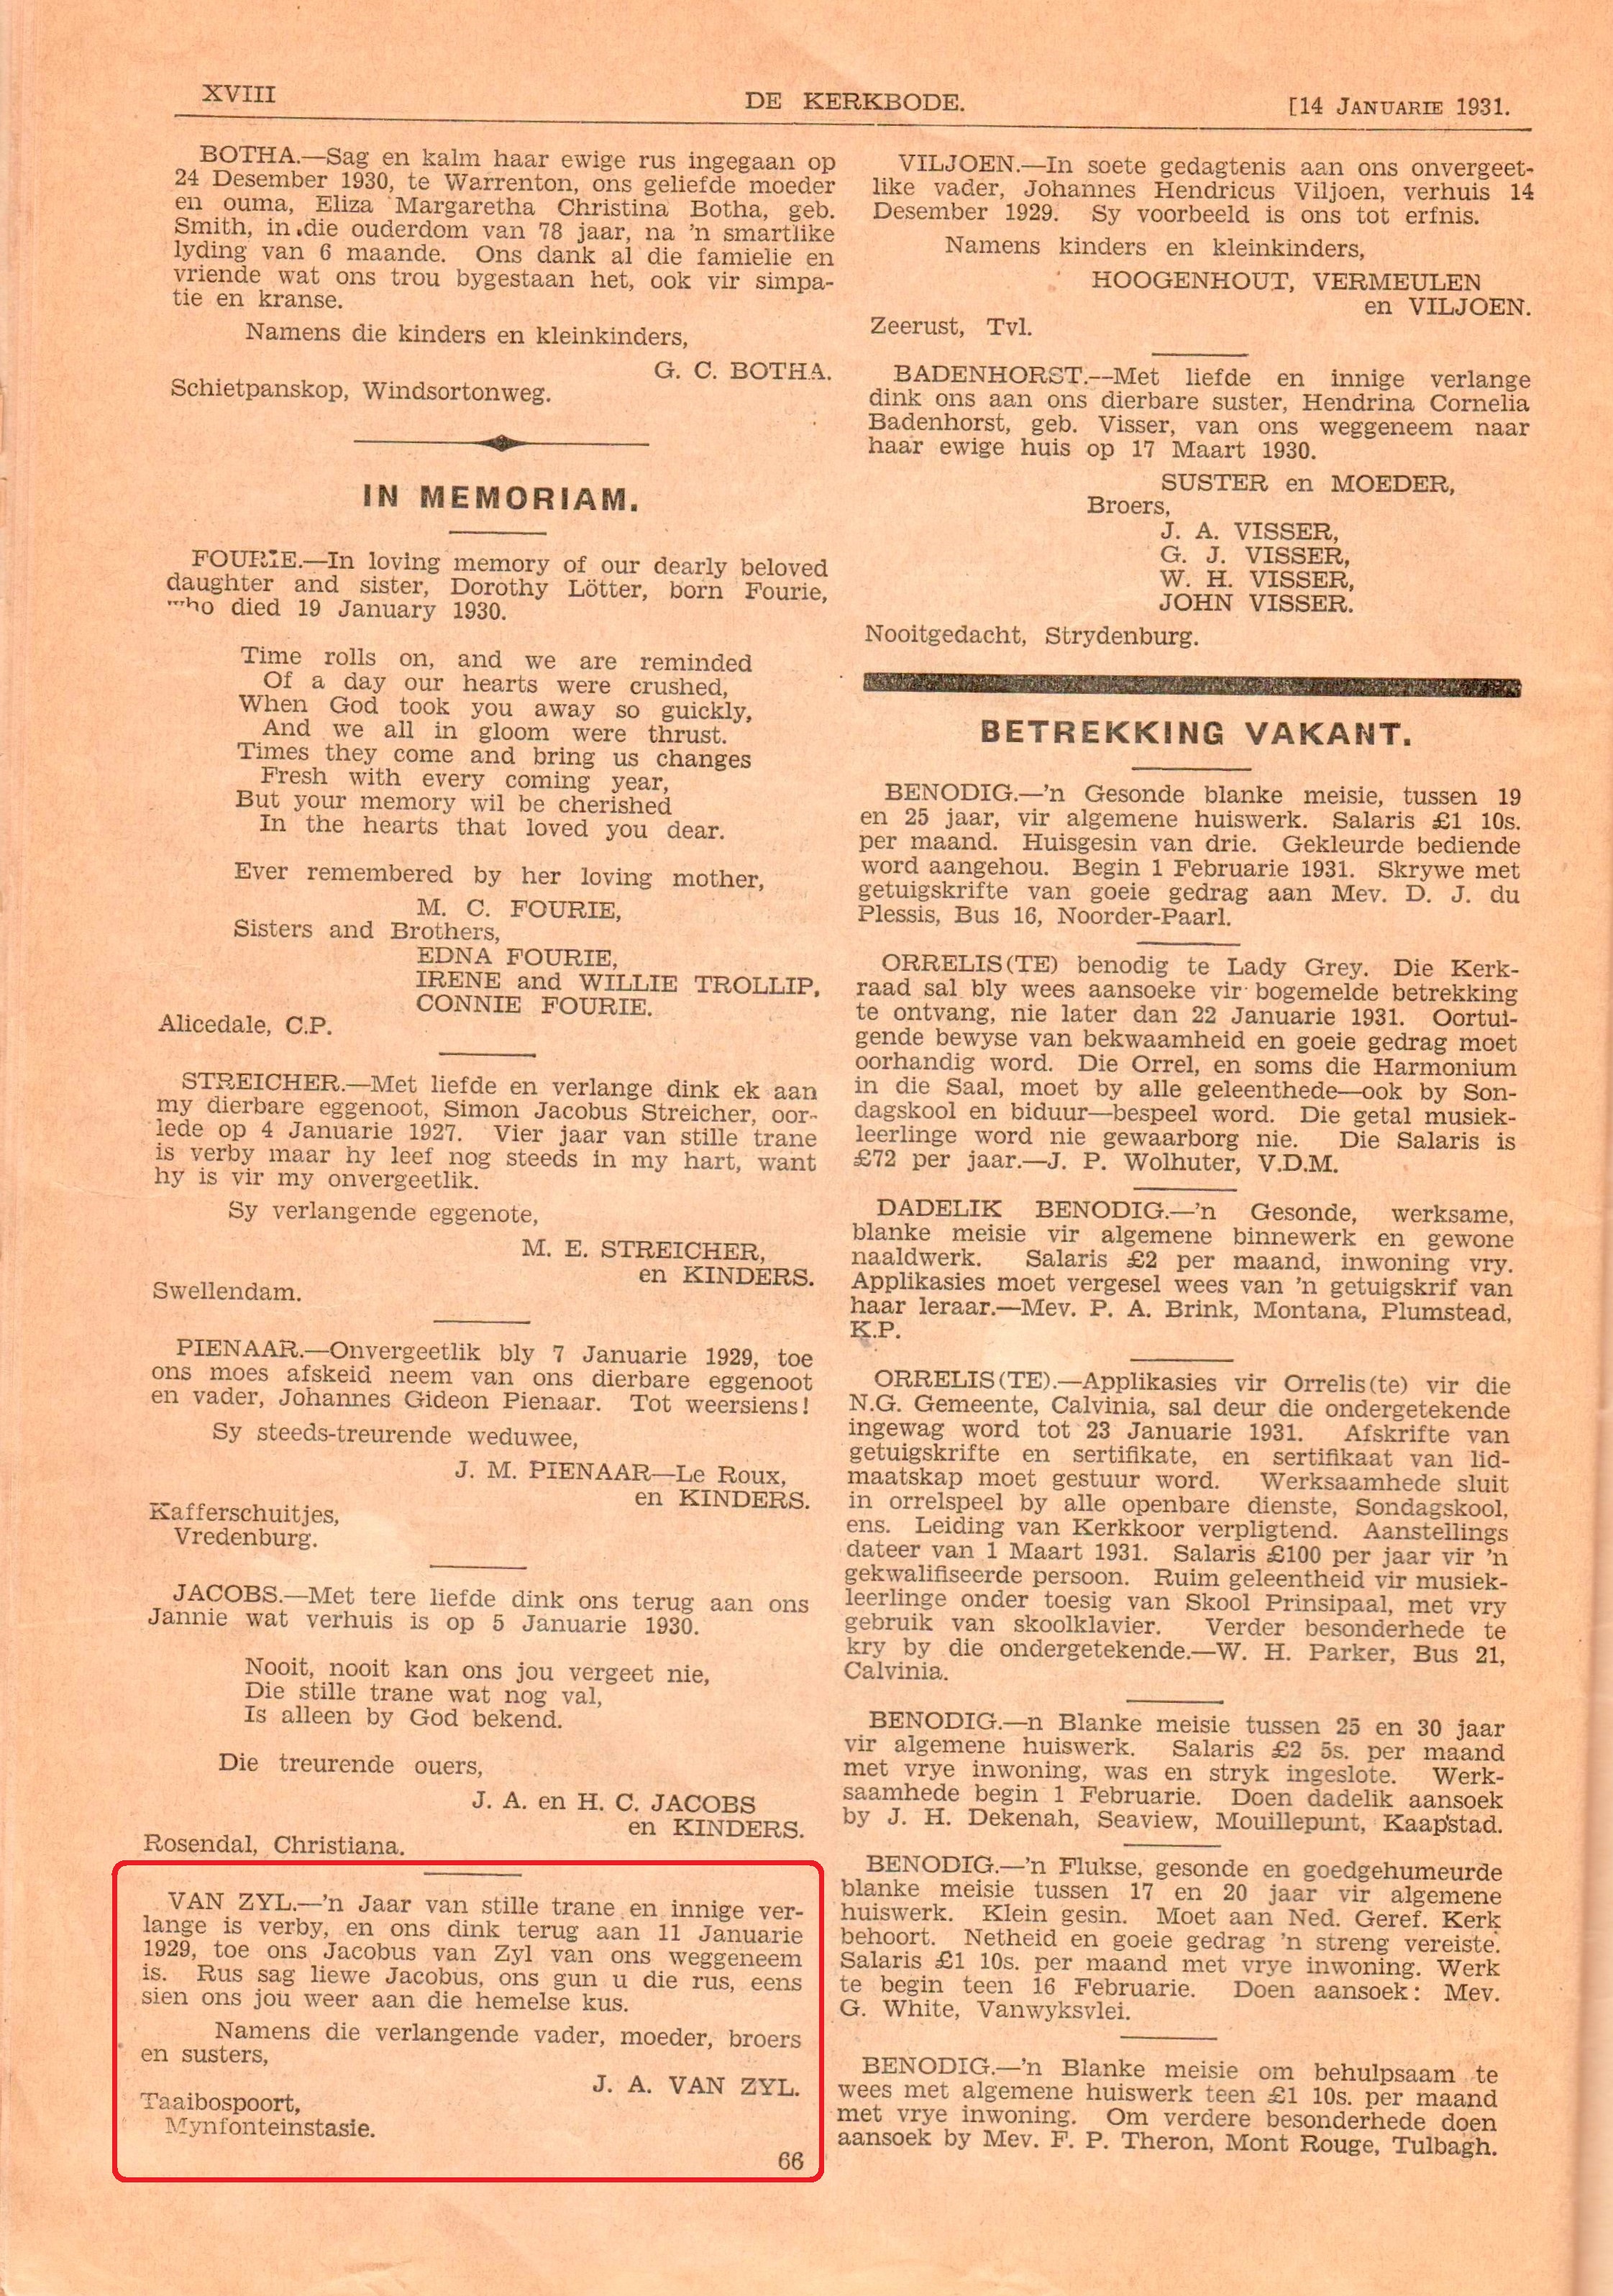 XVIII
DE KERKBODE.
[14 JANUARIE 1931.
BOTHA.—Sag en kalm haar ewige rus ingegaan op
24 Desember 1930, te Warrenton, ons geliefde moeder
en ouma, Eliza Margaretha Christina Botha, geb.
Smith, in die ouderdom van 78 jaar, na 'n smartlike
lyding van 6 maande. Ons dank al die famielie en
vriende wat ons trou bygestaan het, ook vir simpa-
tie en kranse.
Namens die kinders en kleinkinders,
G. C. BOTHA.
Schietpanskop, Windsortonweg.
IN MEMORIAM.
FOURIE.—In loving memory of our dearly beloved
daughter and sister, Dorothy Lötter, born Fourie,
who died 19 January 1930.
Time rolls on, and we are reminded
Of a day our hearts were crushed,
When God took you away so guickly,
And we all in gloom were thrust.
Times they come and bring us changes
Fresh with every coming year,
But your memory wil be cherished
In the hearts that loved you dear.
Ever remembered by her loving mother,
M. C. FOURIE,
Sisters and Brothers,
EDNA FOURIE,
IRENE and WILLIE TROLLIP,
CONNIE FOURIE.
Alicedale, C.P.
STREICHER.—Met liefde en verlange dink ek aan
my dierbare eggenoot, Simon Jacobus Streicher, oor-
lede op 4 Januarie 1927. Vier jaar van stille trane
is verby maar hy leef nog steeds in my hart, want
hy is vir my onvergeetlik.
Sy verlangende eggenote,
M. E. STREICHER,
en KINDERS.
Swellendam.
PIENAAR.—Onvergeetlik bly 7 Januarie 1929, toe
ons moes afskeid neem van ons dierbare eggenoot
en vader, Johannes Gideon Pienaar. Tot weersiens!
Sy steeds-treurende weduwee,
J. M. PIENAAR—Le Roux,
en KINDERS.
Kafferschuitjes,
Vredenburg.
JACOBS.—Met tere liefde dink ons terug aan ons
Jannie wat verhuis is op 5 Januarie 1930.
Nooit, nooit kan ons jou vergeet nie,
Die stille trane wat nog val,
Is alleen by God bekend.
Die treurende ouers,
J. A. en H. C. JACOBS
en KINDERS.
Rosendal, Christiana.
VAN ZYL.—'n Jaar van stille trane en innige ver-
lange is verby, en ons dink terug aan 11 Januarie
1929, toe ons Jacobus van Zyl van ons weggeneem
is. Rus sag liewe Jacobus, ons gun u die rus, eens
sien ons jou weer aan die hemelse kus.
Namens die verlangende vader, moeder, broers
en susters,
J. A. VAN ZYL.
Taaibospoort,
Mynfonteinstasie.
66
VILJOEN.—In soete gedagtenis aan ons onvergeet-
like vader, Johannes Hendricus Viljoen, verhuis 14
Desember 1929. Sy voorbeeld is ons tot erfnis.
Namens kinders en kleinkinders,
HOOGENHOUT, VERMEULEN
en VILJOEN.
Zeerust, Tvl.
BADENHORST.—Met liefde en innige verlange
dink ons aan ons dierbare suster, Hendrina Cornelia
Badenhorst, geb. Visser, van ons weggeneem naar
haar ewige huis op 17 Maart 1930.
SUSTER en MOEDER,
Broers,
J. A. VISSER,
G. J. VISSER,
W. H. VISSER,
JOHN VISSER.
Nooitgedacht, Strydenburg.
BETREKKING VAKANT.
BENODIG.—'n Gesonde blanke meisie, tussen 19
en 25 jaar, vir algemene huiswerk. Salaris £1 10s.
per maand. Huisgesin van drie. Gekleurde bediende
word aangehou. Begin 1 Februarie 1931. Skrywe met
getuigskrifte van goeie gedrag aan Mev. D. J. du
Plessis, Bus 16, Noorder-Paarl.
ORRELIS(TE) benodig te Lady Grey. Die Kerk-
raad sal bly wees aansoeke vir bogemelde betrekking
te ontvang, nie later dan 22 Januarie 1931. Oortui-
gende bewyse van bekwaamheid en goeie gedrag moet
oorhandig word. Die Orrel, en soms die Harmonium
in die Saal, moet by alle geleenthede—ook by Son-
dagskool en biduur—bespeel word. Die getal musiek-
leerlinge word nie gewaarborg nie. Die Salaris is
£72 per jaar.—J. P. Wolhuter, V.D.M.
DADELIK BENODIG.—'n Gesonde, werksame,
blanke meisie vir algemene binnewerk en gewone
naaldwerk. Salaris £2 per maand, inwoning vry.
Applikasies moet vergesel wees van 'n getuigskrif van
haar leraar.—Mev. P. A. Brink, Montana, Plumstead,
K.P.
ORRELIS(TE).—Applikasies vir Orrelis(te) vir die
N.G. Gemeente, Calvinia, sal deur die ondergetekende
ingewag word tot 23 Januarie 1931. Afskrifte van
getuigskrifte en sertifikate, en sertifikaat van lid-
maatskap moet gestuur word. Werksaamhede sluit
in orrelspeel by alle openbare dienste, Sondagskool,
ens. Leiding van Kerkkoor verpligtend. Aanstellings
dateer van 1 Maart 1931. Salaris £100 per jaar vir 'n
gekwalifiseerde persoon. Ruim geleentheid vir musiek-
leerlinge onder toesig van Skool Prinsipaal, met vry
gebruik van skoolklavier. Verder besonderhede te
kry by die ondergetekende.—W. H. Parker, Bus 21,
Calvinia.
BENODIG.—n Blanke meisie tussen 25 en 30 jaar
vir algemene huiswerk. Salaris £2 5s. per maand
met vrye inwoning, was en stryk ingeslote. Werk-
saamhede begin 1 Februarie. Doen dadelik aansoek
by J. H. Dekenah, Seaview, Mouillepunt, Kaapstad.
BENODIG.—'n Flukse, gesonde en goedgehumeurde
blanke meisie tussen 17 en 20 jaar vir algemene
huiswerk. Klein gesin. Moet aan Ned. Geref. Kerk
behoort. Netheid en goeie gedrag 'n streng vereiste.
Salaris £1 10s. per maand met vrye inwoning. Werk
te begin teen 16 Februarie. Doen aansoek: Mev.
G. White, Vanwyksvlei.
BENODIG.—'n Blanke meisie om behulpsaam te
wees met algemene huiswerk teen £1 10s. per maand
met vrye inwoning. Om verdere besonderhede doen
aansoek by Mev. F. P. Theron, Mont Rouge, Tulbagh.